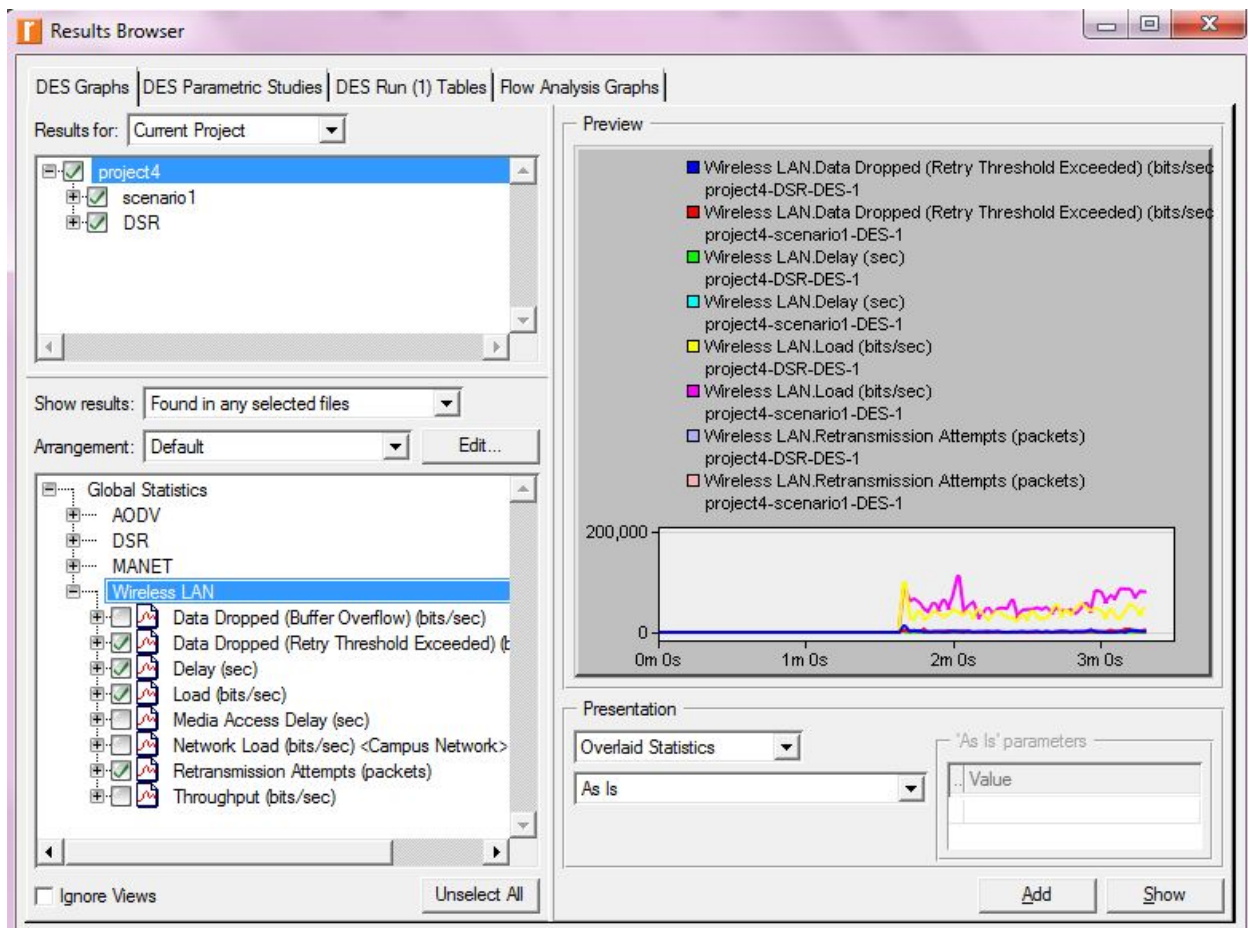 Results Browser
DES Graphs DES Parametric Studies DES Run (1) Tables Flow Analysis Graphs
Results for: Current Project
project4
scenario1
DSR
Show results: Found in any selected files
Arrangement: Default Edit...
Global Statistics
AODV
DSR
MANET
Wireless LAN
Data Dropped (Buffer Overflow) (bits/sec)
Data Dropped (Retry Threshold Exceeded) (b
Delay (sec)
Load (bits/sec)
Media Access Delay (sec)
Network Load (bits/sec) <Campus Network>
Retransmission Attempts (packets)
Throughput (bits/sec)
Ignore Views Unselect All
Preview
Wireless LAN.Data Dropped (Retry Threshold Exceeded) (bits/sec
project4-DSR-DES-1
Wireless LAN.Data Dropped (Retry Threshold Exceeded) (bits/sec
project4-scenario1-DES-1
Wireless LAN.Delay (sec)
project4-DSR-DES-1
Wireless LAN.Delay (sec)
project4-scenario1-DES-1
Wireless LAN.Load (bits/sec)
project4-DSR-DES-1
Wireless LAN.Load (bits/sec)
project4-scenario1-DES-1
Wireless LAN.Retransmission Attempts (packets)
project4-DSR-DES-1
Wireless LAN.Retransmission Attempts (packets)
project4-scenario1-DES-1
200,000
0
0m 0s 1m 0s 2m 0s 3m 0s
Presentation
Overlaid Statistics
As Is
'As Is' parameters
.. Value
Add Show